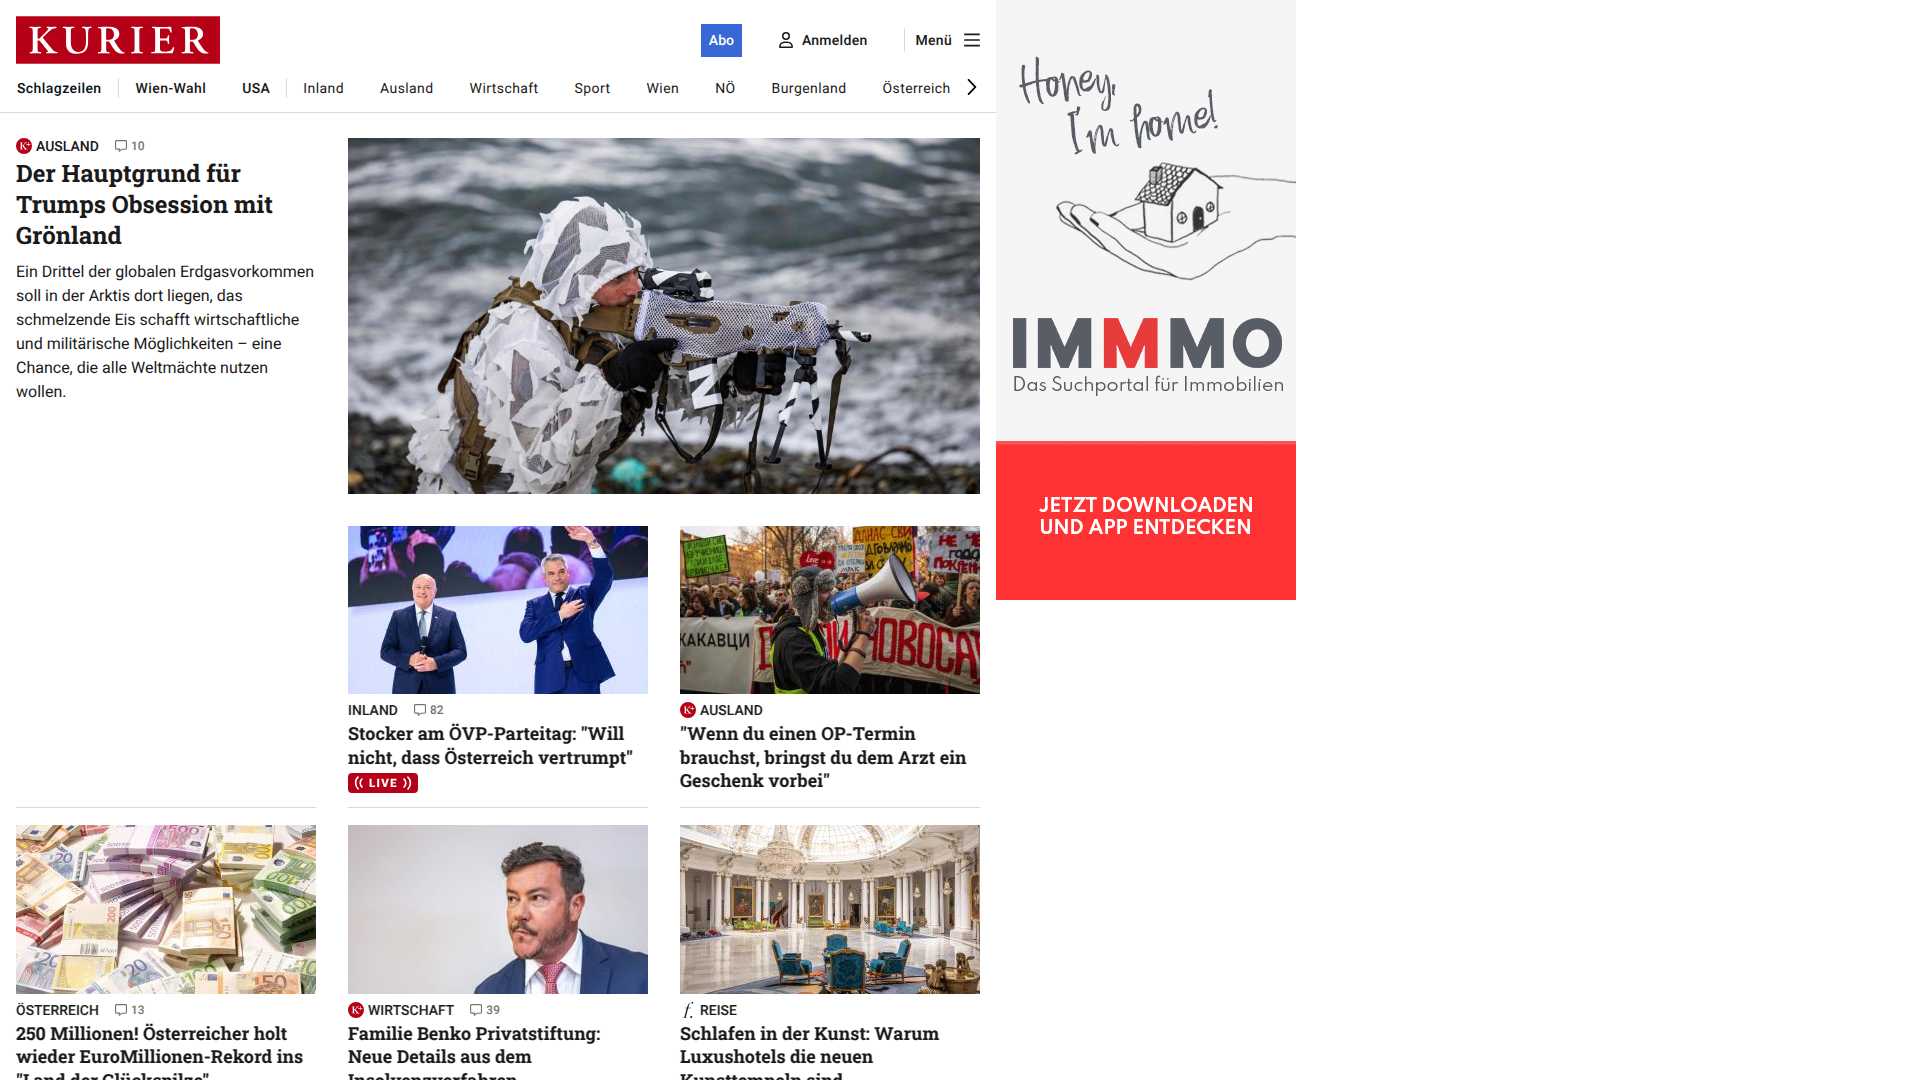 KURIER
Abo
Anmelden
Menü
Schlagzeilen
Wien-Wahl
USA
Inland
Ausland
Wirtschaft
Sport
Wien
NÖ
Burgenland
Österreich
AUSLAND 10
Der Hauptgrund für
Trumps Obsession mit
Grönland
Ein Drittel der globalen Erdgasvorkommen
soll in der Arktis dort liegen, das
schmelzende Eis schafft wirtschaftliche
und militärische Möglichkeiten – eine
Chance, die alle Weltmächte nutzen
wollen.
INLAND 82
Stocker am ÖVP-Parteitag: "Will
nicht, dass Österreich vertrumpt"
LIVE
AUSLAND
"Wenn du einen OP-Termin
brauchst, bringst du dem Arzt ein
Geschenk vorbei"
ÖSTERREICH 13
250 Millionen! Österreicher holt
wieder EuroMillionen-Rekord ins
"Land der Glückspilze"
WIRTSCHAFT 39
Familie Benko Privatstiftung:
Neue Details aus dem
Insolvenzverfahren
REISE
Schlafen in der Kunst: Warum
Luxushotels die neuen
Kunsttempeln sind
Honey,
I'm home!
IMMMO
Das Suchportal für Immobilien
JETZT DOWNLOADEN
UND APP ENTDECKEN